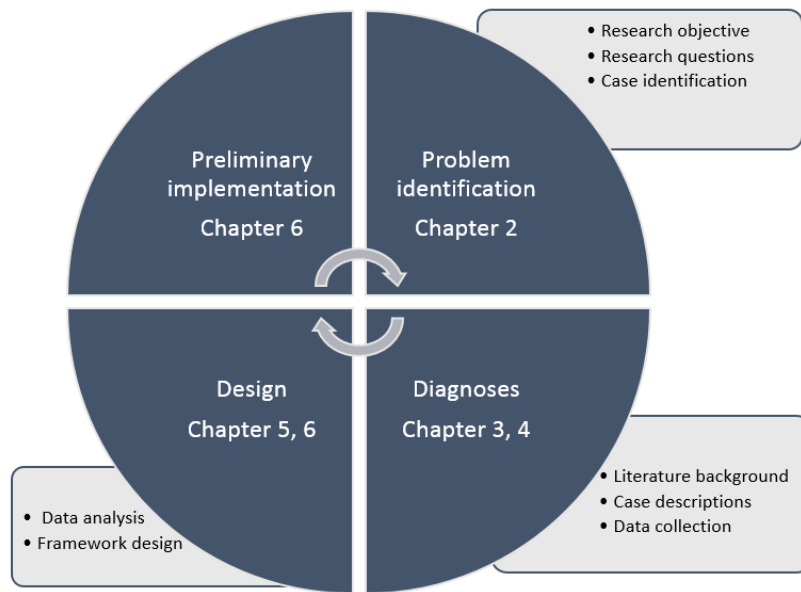 • Research objective
• Research questions
• Case identification
Preliminary
implementation
Chapter 6
Problem
identification
Chapter 2
Design
Chapter 5, 6
Diagnoses
Chapter 3, 4
• Literature background
• Case descriptions
• Data collection
• Data analysis
• Framework design